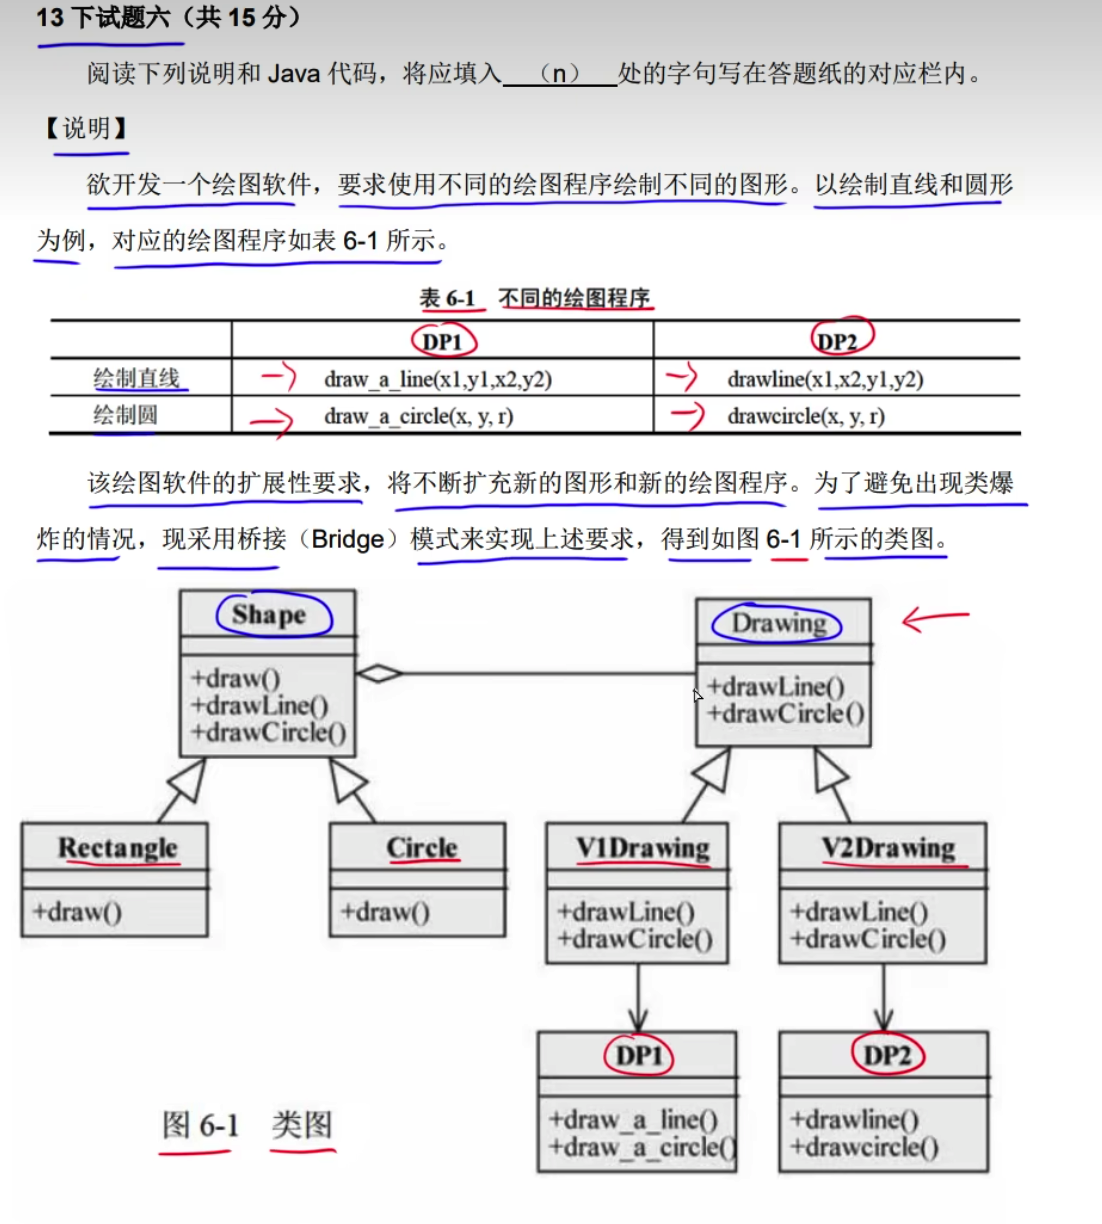 13 下试题六（共 15 分）
阅读下列说明和 Java 代码，将应填入 （n） 处的字句写在答题纸的对应栏内。
【说明】
欲开发一个绘图软件，要求使用不同的绘图程序绘制不同的图形。以绘制直线和圆形
为例，对应的绘图程序如表 6-1 所示。
表 6-1 不同的绘图程序
DP1 DP2
绘制直线 draw_a_line(x1,y1,x2,y2) drawline(x1,x2,y1,y2)
绘制圆 draw_a_circle(x, y, r) drawcircle(x, y, r)
该绘图软件的扩展性要求，将不断扩充新的图形和新的绘图程序。为了避免出现类爆
炸的情况，现采用桥接（Bridge）模式来实现上述要求，得到如图 6-1 所示的类图。
Shape
+draw()
+drawLine()
+drawCircle()
Drawing
+drawLine()
+drawCircle()
Rectangle
+draw()
Circle
+draw()
V1Drawing
+drawLine()
+drawCircle()
V2Drawing
+drawLine()
+drawCircle()
DP1
+draw_a_line()
+draw_a_circle()
DP2
+drawline()
+drawcircle()
图 6-1 类图